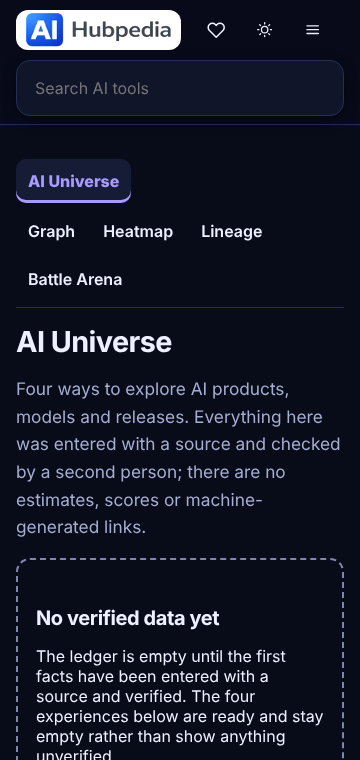 AI Hubpedia
Search AI tools
AI Universe
Graph Heatmap Lineage
Battle Arena
AI Universe
Four ways to explore AI products,
models and releases. Everything here
was entered with a source and checked
by a second person; there are no
estimates, scores or machine-
generated links.
No verified data yet
The ledger is empty until the first
facts have been entered with a
source and verified. The four
experiences below are ready and stay
empty rather than show anything
unverified